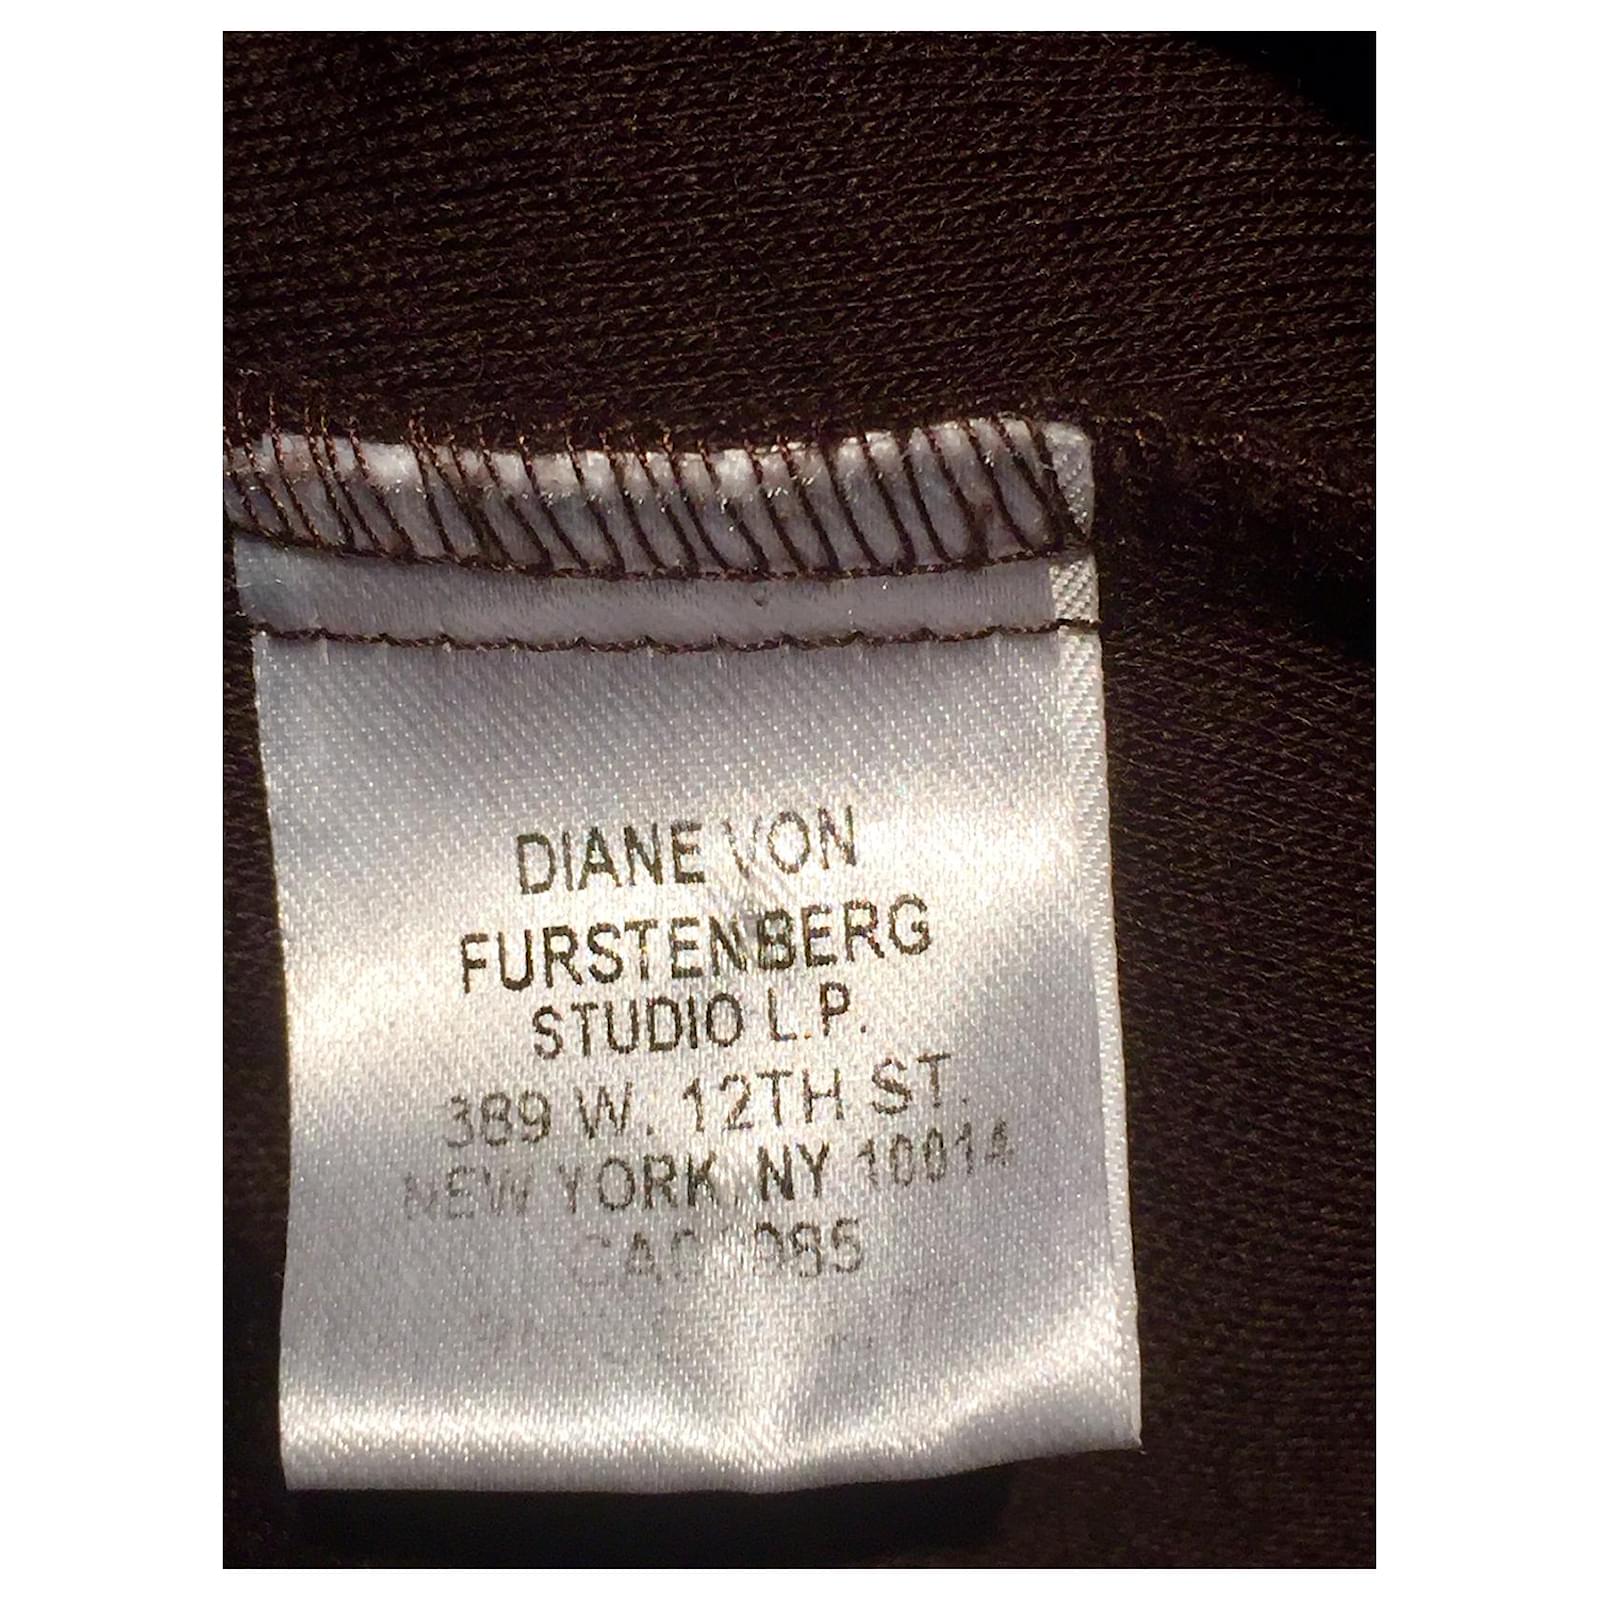 DIANE VON
FURSTENBERG
STUDIO L.P.
389 W. 12TH ST.
NEW YORK, NY 10014